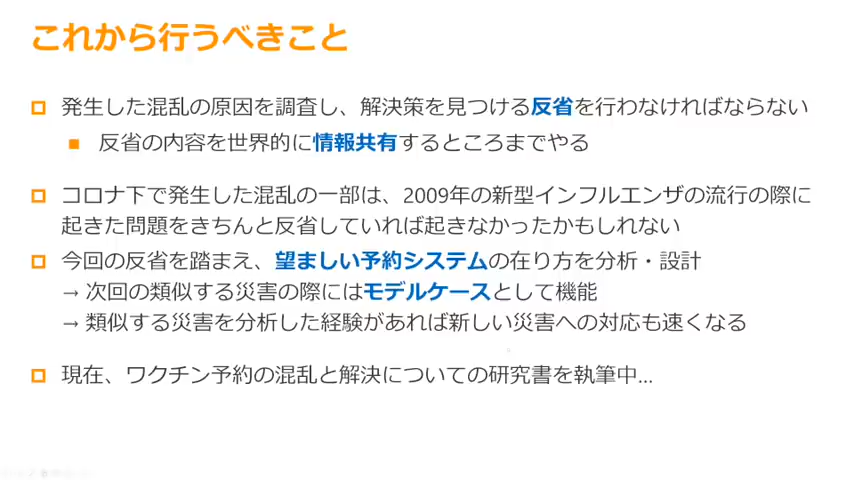 これから行うべきこと
発生した混乱の原因を調査し、解決策を見つける反省を行わなければならない
反省の内容を世界的に情報共有するところまでやる
コロナ下で発生した混乱の一部は、2009年の新型インフルエンザの流行の際に
起きた問題をきちんと反省していれば起きなかったかもしれない
今回の反省を踏まえ、望ましい予約システムの在り方を分析・設計
→ 次回の類似する災害の際にはモデルケースとして機能
→ 類似する災害を分析した経験があれば新しい災害への対応も速くなる
現在、ワクチン予約の混乱と解決についての研究書を執筆中...